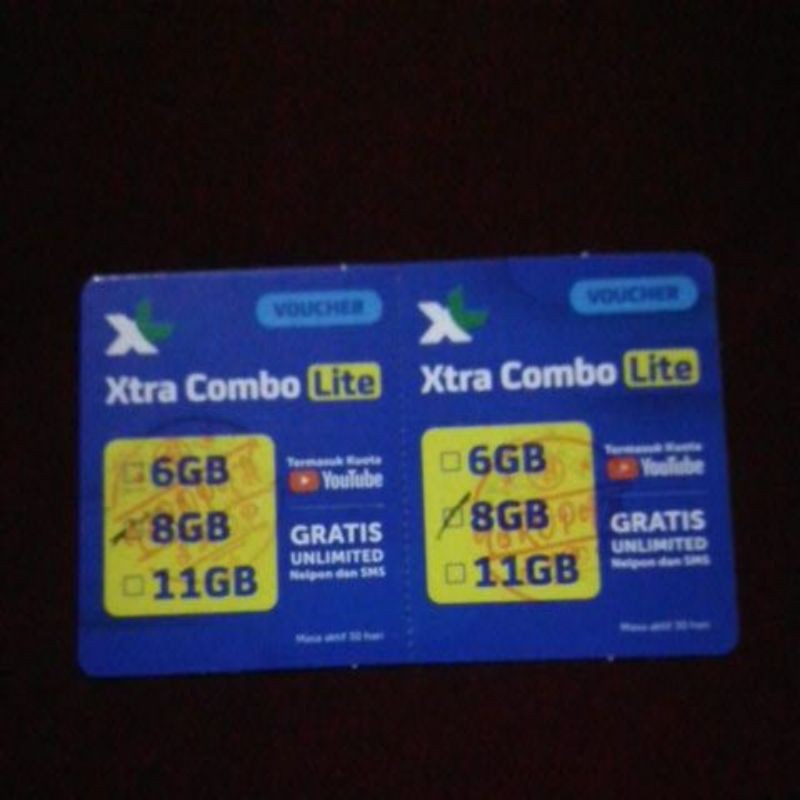 XL
VOUCHER
Xtra Combo Lite
6GB
8GB
11GB
Termasuk Kuota
YouTube
GRATIS
UNLIMITED
Nelpon dan SMS
Masa aktif 30 hari
XL
VOUCHER
Xtra Combo Lite
6GB
8GB
11GB
Termasuk Kuota
YouTube
GRATIS
UNLIMITED
Nelpon dan SMS
Masa aktif 30 hari